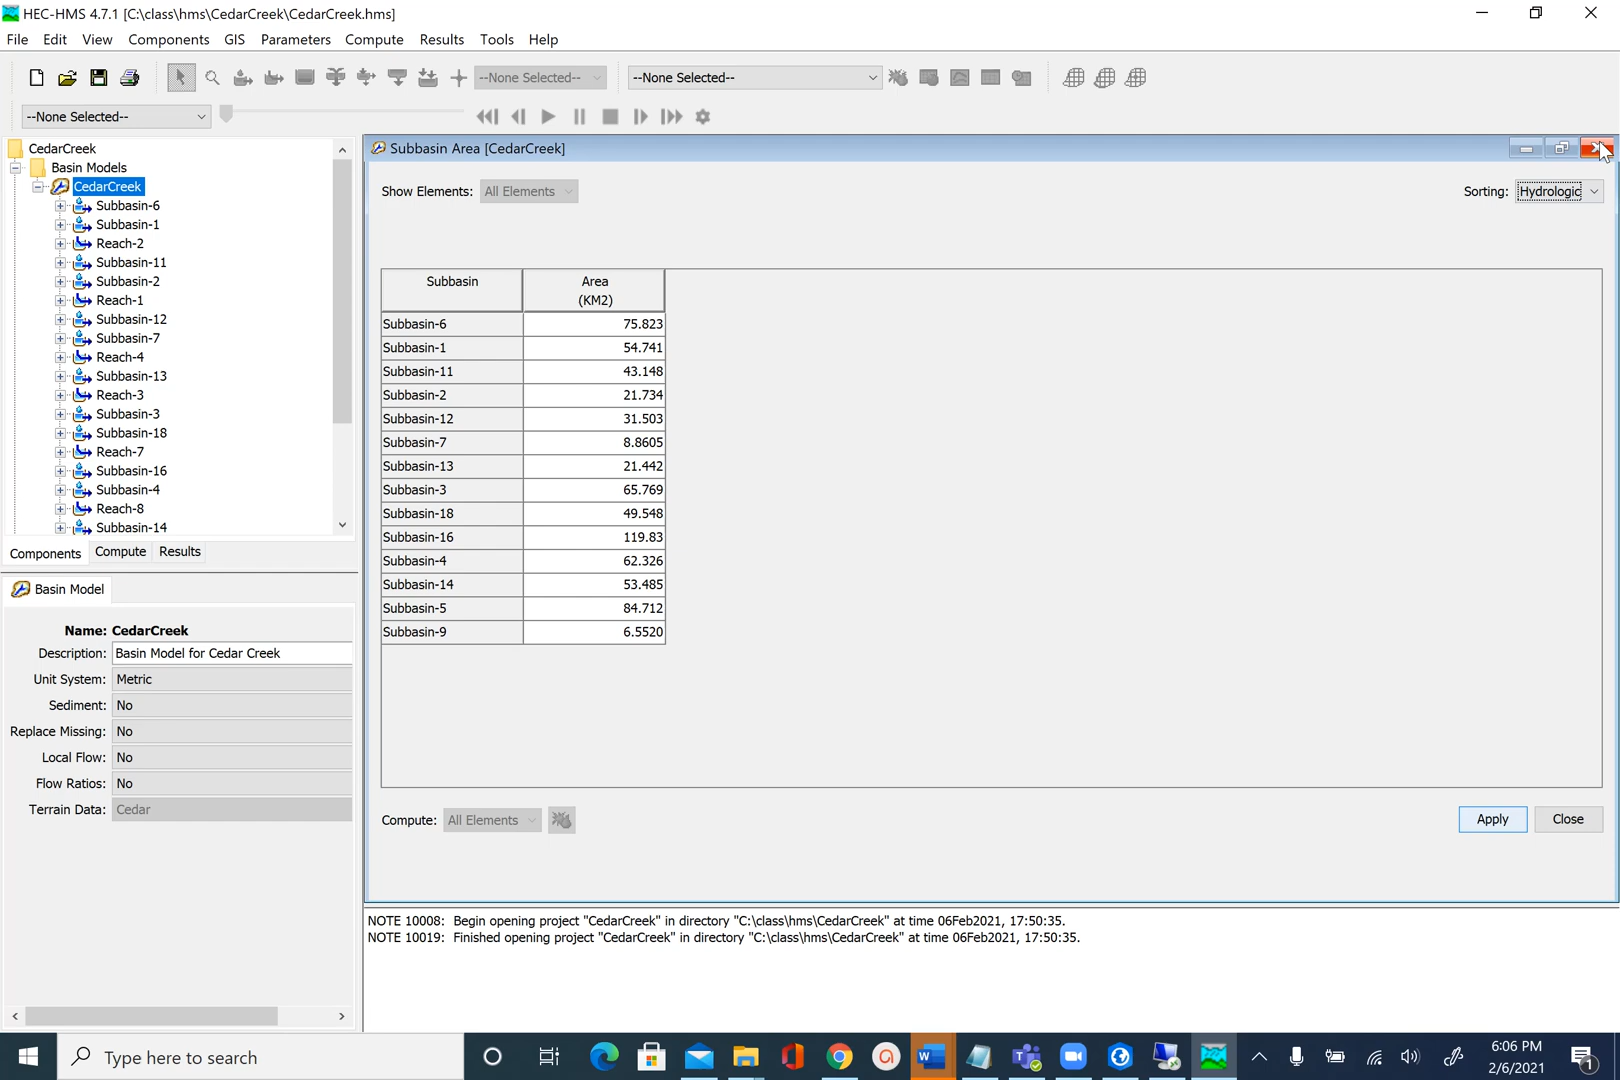 HEC-HMS 4.7.1 [C:\class\hms\CedarCreek\CedarCreek.hms]
File Edit View Components GIS Parameters Compute Results Tools Help
--None Selected-- --None Selected--
--None Selected--
CedarCreek
Basin Models
CedarCreek
Subbasin-6
Subbasin-1
Reach-2
Subbasin-11
Subbasin-2
Reach-1
Subbasin-12
Subbasin-7
Reach-4
Subbasin-13
Reach-3
Subbasin-3
Subbasin-18
Reach-7
Subbasin-16
Subbasin-4
Reach-8
Subbasin-14
Components Compute Results
Basin Model
Name: CedarCreek
Description: Basin Model for Cedar Creek
Unit System: Metric
Sediment: No
Replace Missing: No
Local Flow: No
Flow Ratios: No
Terrain Data: Cedar
Subbasin Area [CedarCreek]
Show Elements: All Elements Sorting: Hydrologic
Subbasin Area
(KM2)
Subbasin-6 75.823
Subbasin-1 54.741
Subbasin-11 43.148
Subbasin-2 21.734
Subbasin-12 31.503
Subbasin-7 8.8605
Subbasin-13 21.442
Subbasin-3 65.769
Subbasin-18 49.548
Subbasin-16 119.83
Subbasin-4 62.326
Subbasin-14 53.485
Subbasin-5 84.712
Subbasin-9 6.5520
Compute: All Elements Apply Close
NOTE 10008: Begin opening project "CedarCreek" in directory "C:\class\hms\CedarCreek" at time 06Feb2021, 17:50:35.
NOTE 10019: Finished opening project "CedarCreek" in directory "C:\class\hms\CedarCreek" at time 06Feb2021, 17:50:35.
Type here to search
6:06 PM
2/6/2021
1